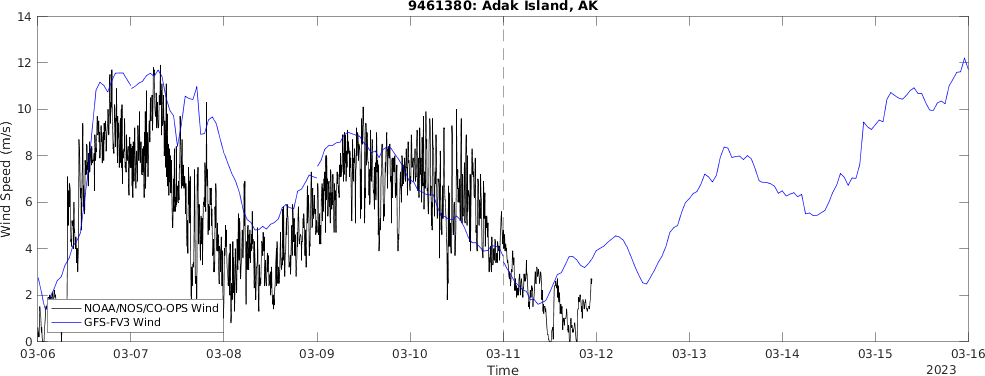 9461380: Adak Island, AK
14
12
10
8
6
4
2
0
Wind Speed (m/s)
NOAA/NOS/CO-OPS Wind
GFS-FV3 Wind
03-06 03-07 03-08 03-09 03-10 03-11 03-12 03-13 03-14 03-15 03-16
Time
2023